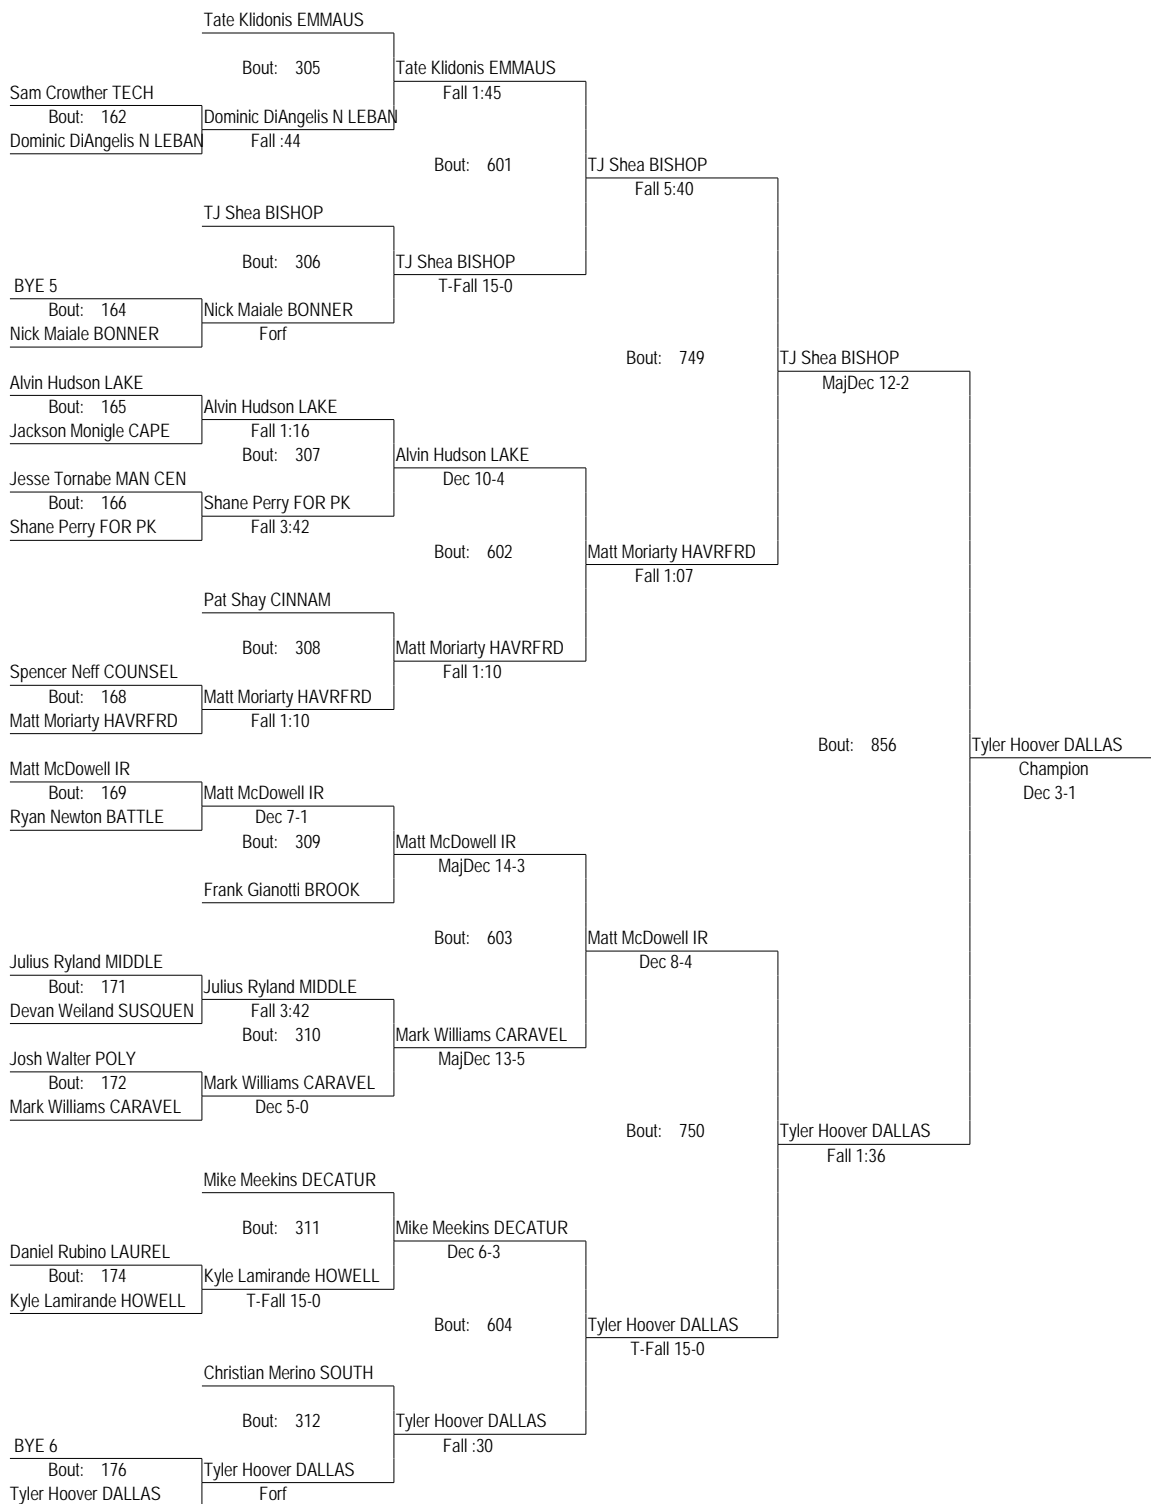 Tate Klidonis EMMAUS
Bout: 305
Tate Klidonis EMMAUS
Sam Crowther TECH
Fall 1:45
Bout: 162
Dominic DiAngelis N LEBAN
Dominic DiAngelis N LEBAN
Fall :44
Bout: 601
TJ Shea BISHOP
Fall 5:40
TJ Shea BISHOP
Bout: 306
TJ Shea BISHOP
BYE 5
T-Fall 15-0
Bout: 164
Nick Maiale BONNER
Nick Maiale BONNER
Forf
Bout: 749
TJ Shea BISHOP
Alvin Hudson LAKE
MajDec 12-2
Bout: 165
Alvin Hudson LAKE
Jackson Monigle CAPE
Fall 1:16
Bout: 307
Alvin Hudson LAKE
Jesse Tornabe MAN CEN
Dec 10-4
Bout: 166
Shane Perry FOR PK
Shane Perry FOR PK
Fall 3:42
Bout: 602
Matt Moriarty HAVRFRD
Fall 1:07
Pat Shay CINNAM
Bout: 308
Matt Moriarty HAVRFRD
Spencer Neff COUNSEL
Fall 1:10
Bout: 168
Matt Moriarty HAVRFRD
Matt Moriarty HAVRFRD
Fall 1:10
Bout: 856
Tyler Hoover DALLAS
Matt McDowell IR
Champion
Bout: 169
Matt McDowell IR
Dec 3-1
Ryan Newton BATTLE
Dec 7-1
Bout: 309
Matt McDowell IR
MajDec 14-3
Frank Gianotti BROOK
Bout: 603
Matt McDowell IR
Julius Ryland MIDDLE
Dec 8-4
Bout: 171
Julius Ryland MIDDLE
Devan Weiland SUSQUEN
Fall 3:42
Bout: 310
Mark Williams CARAVEL
Josh Walter POLY
MajDec 13-5
Bout: 172
Mark Williams CARAVEL
Mark Williams CARAVEL
Dec 5-0
Bout: 750
Tyler Hoover DALLAS
Fall 1:36
Mike Meekins DECATUR
Bout: 311
Mike Meekins DECATUR
Daniel Rubino LAUREL
Dec 6-3
Bout: 174
Kyle Lamirande HOWELL
Kyle Lamirande HOWELL
T-Fall 15-0
Bout: 604
Tyler Hoover DALLAS
T-Fall 15-0
Christian Merino SOUTH
Bout: 312
Tyler Hoover DALLAS
BYE 6
Fall :30
Bout: 176
Tyler Hoover DALLAS
Tyler Hoover DALLAS
Forf